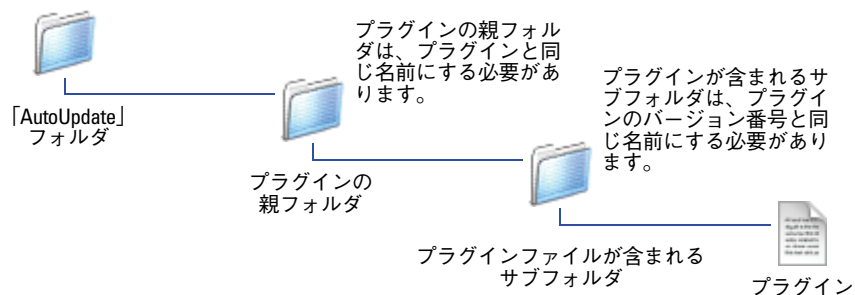 「AutoUpdate」
フォルダ
プラグインの親フォル
ダは、プラグインと同
じ名前にする必要があ
ります。
プラグインの
親フォルダ
プラグインが含まれるサ
ブフォルダは、プラグイ
ンのバージョン番号と同
じ名前にする必要があり
ます。
プラグインファイルが含まれる
サブフォルダ
プラグイン